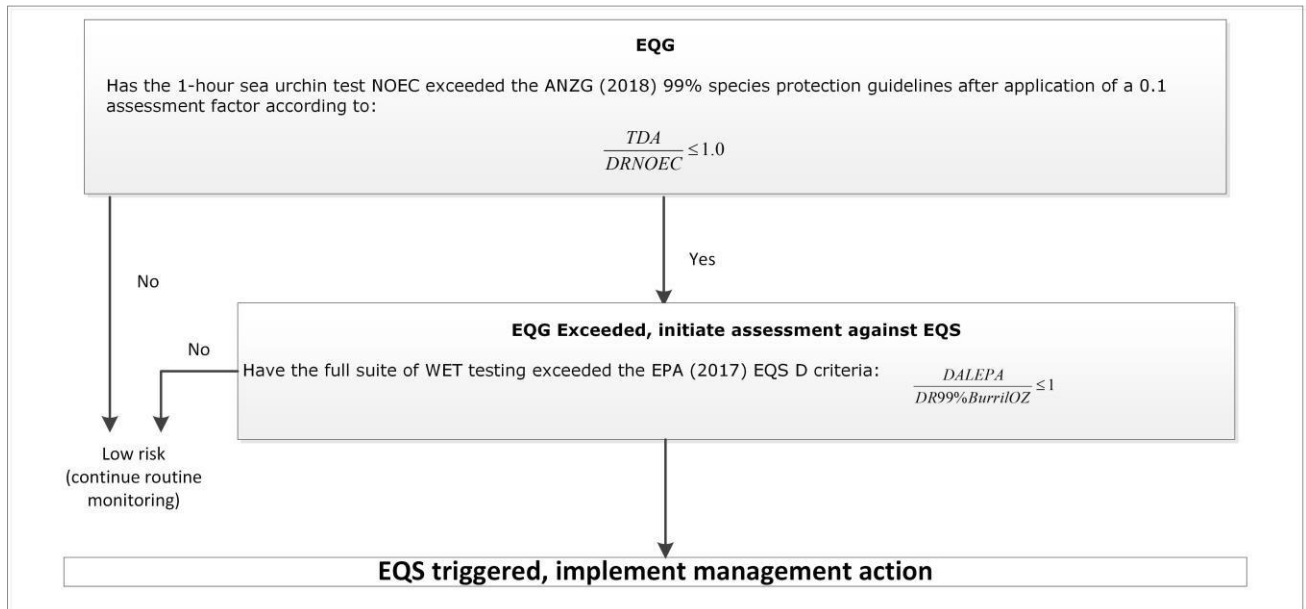 EQG
Has the 1-hour sea urchin test NOEC exceeded the ANZG (2018) 99% species protection guidelines after application of a 0.1
assessment factor according to:
TDA
DRNOEC
≤1.0
No
Yes
EQG Exceeded, initiate assessment against EQS
No
Have the full suite of WET testing exceeded the EPA (2017) EQS D criteria:
DALEPA
DR99%BurrilOZ
≤1
Low risk
(continue routine
monitoring)
EQS triggered, implement management action